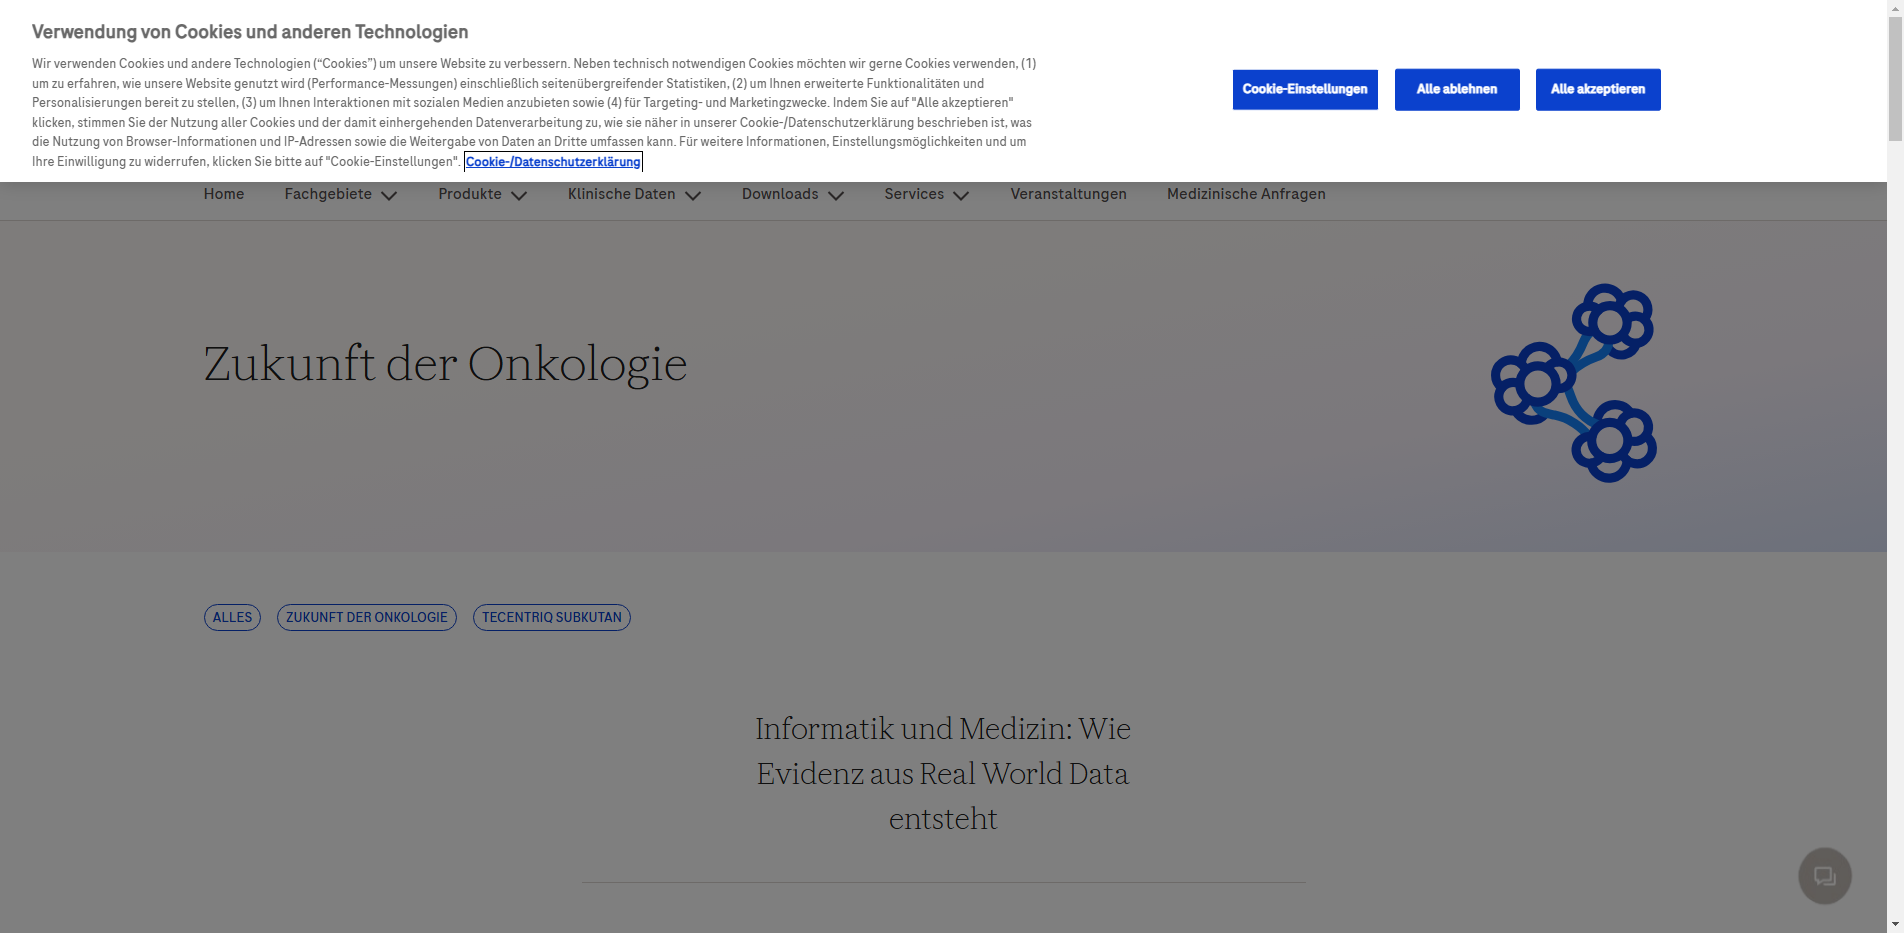 Verwendung von Cookies und anderen Technologien
Wir verwenden Cookies und andere Technologien (“Cookies”) um unsere Website zu verbessern. Neben technisch notwendigen Cookies möchten wir gerne Cookies verwenden, (1)
um zu erfahren, wie unsere Website genutzt wird (Performance-Messungen) einschließlich seitenübergreifender Statistiken, (2) um Ihnen erweiterte Funktionalitäten und
Personalisierungen bereit zu stellen, (3) um Ihnen Interaktionen mit sozialen Medien anzubieten sowie (4) für Targeting- und Marketingzwecke. Indem Sie auf "Alle akzeptieren"
klicken, stimmen Sie der Nutzung aller Cookies und der damit einhergehenden Datenverarbeitung zu, wie sie näher in unserer Cookie-/Datenschutzerklärung beschrieben ist, was
die Nutzung von Browser-Informationen und IP-Adressen sowie die Weitergabe von Daten an Dritte umfassen kann. Für weitere Informationen, Einstellungsmöglichkeiten und um
Ihre Einwilligung zu widerrufen, klicken Sie bitte auf "Cookie-Einstellungen". Cookie-/Datenschutzerklärung
Cookie-Einstellungen Alle ablehnen Alle akzeptieren
Home Fachgebiete Produkte Klinische Daten Downloads Services Veranstaltungen Medizinische Anfragen
Zukunft der Onkologie
ALLES ZUKUNFT DER ONKOLOGIE TECENTRIQ SUBKUTAN
Informatik und Medizin: Wie
Evidenz aus Real World Data
entsteht